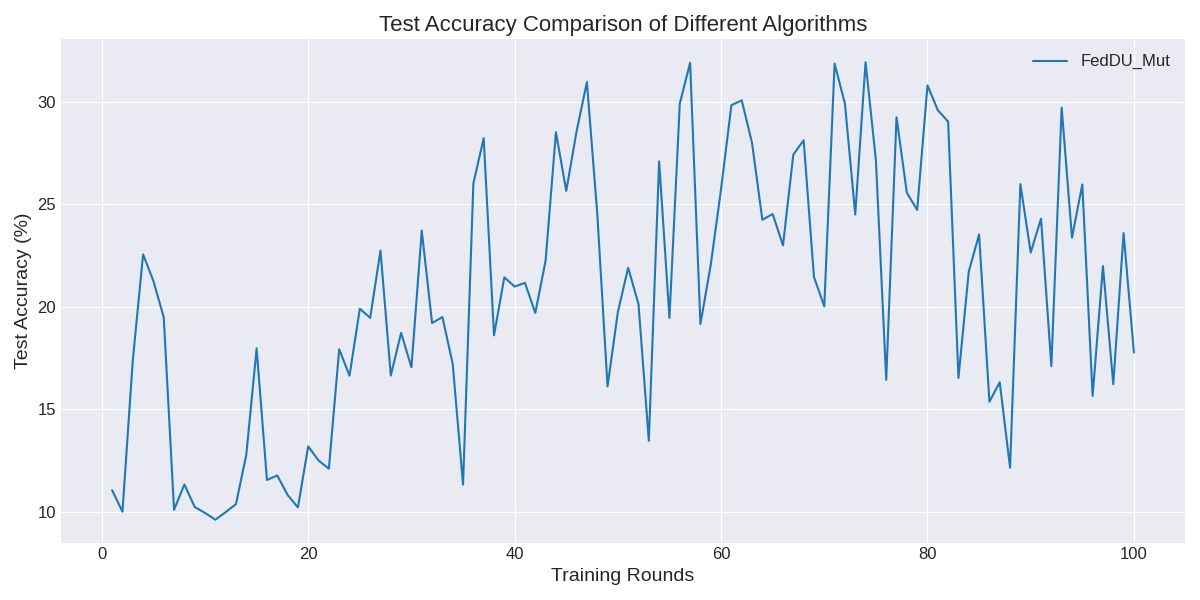 Test Accuracy Comparison of Different Algorithms
FedDU_Mut
Test Accuracy (%)
30
25
20
15
10
0 20 40 60 80 100
Training Rounds